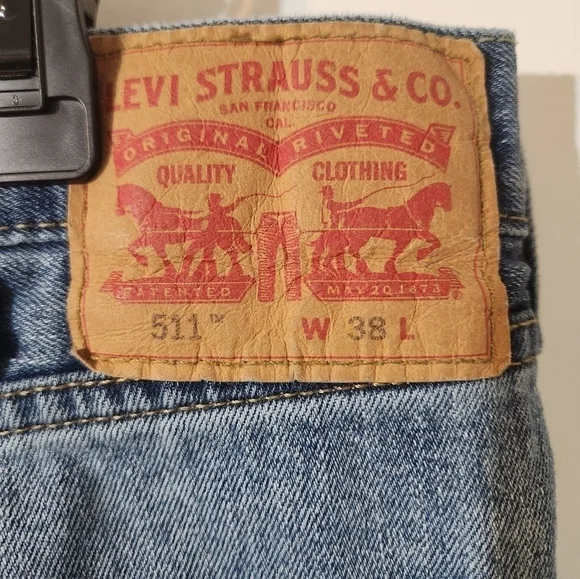 LEVI STRAUSS & CO.
SAN FRANCISCO
CAL.
ORIGINAL RIVETED
QUALITY CLOTHING
PATENTED MAY 20 1873
511™ W 38 L